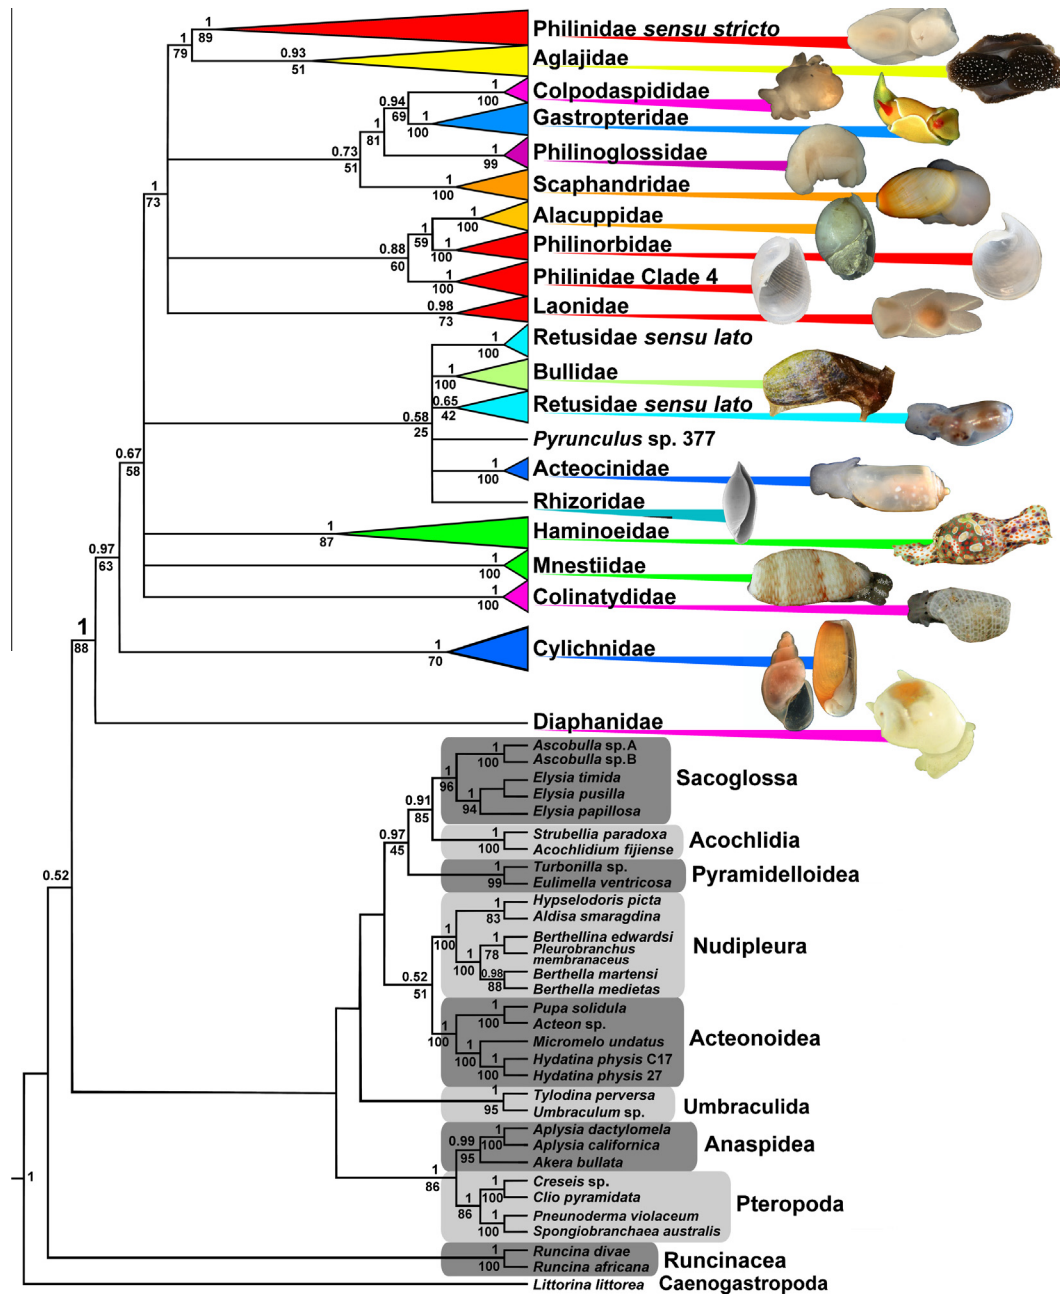 1
89
Philinidae sensu stricto
1
79
0.93
51
Aglajidae
1
100
Colpodaspididae
0.94
69
1
100
Gastropteridae
1
81
1
99
Philinoglossidae
0.73
51
1
100
Scaphandridae
1
73
1
100
Alacuppidae
1
59
1
100
Philinorbidae
0.88
60
1
100
Philinidae Clade 4
0.98
73
Laonidae
1
100
Retusidae sensu lato
1
100
Bullidae
0.65
42
Retusidae sensu lato
0.58
25
Pyrunculus sp. 377
1
100
Acteocinidae
Rhizoridae
0.67
58
1
87
Haminoeidae
1
100
Mnestiidae
1
100
Colinatydidae
0.97
63
1
70
Cylichnidae
1
88
Diaphanidae
1
100
Ascobulla sp.A
Ascobulla sp.B
1
96
Elysia timida
1
94
Elysia pusilla
Elysia papillosa
Sacoglossa
0.91
85
1
100
Strubellia paradoxa
Acochlidium fijiense
Acochlidia
0.97
45
1
99
Turbonilla sp.
Eulimella ventricosa
Pyramidelloidea
0.52
1
83
Hypselodoris picta
Aldisa smaragdina
1
100
1
78
Berthellina edwardsi
Pleurobranchus
membranaceus
1
100
0.98
88
Berthella martensi
Berthella medietas
Nudipleura
0.52
51
1
100
Pupa solidula
Acteon sp.
1
100
Micromelo undatus
1
100
1
100
Hydatina physis C17
Hydatina physis 27
Acteonoidea
1
95
Tylodina perversa
Umbraculum sp.
Umbraculida
1
100
Aplysia dactylomela
Aplysia californica
0.99
95
Akera bullata
Anaspidea
1
86
1
100
Creseis sp.
Clio pyramidata
1
86
1
100
Pneunoderma violaceum
Spongiobranchaea australis
Pteropoda
1
1
100
Runcina divae
Runcina africana
Runcinacea
Littorina littorea
Caenogastropoda